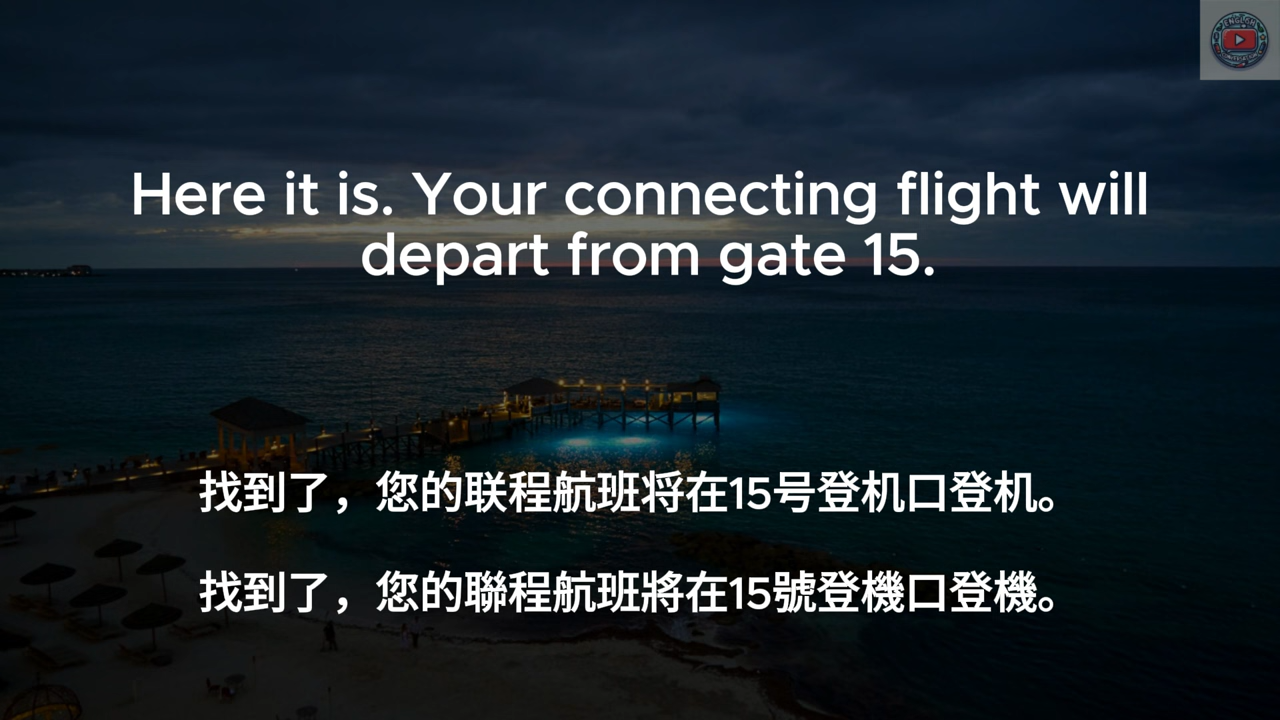 Here it is. Your connecting flight will
depart from gate 15.
找到了，您的联程航班将在15号登机口登机。
找到了，您的聯程航班將在15號登機口登機。